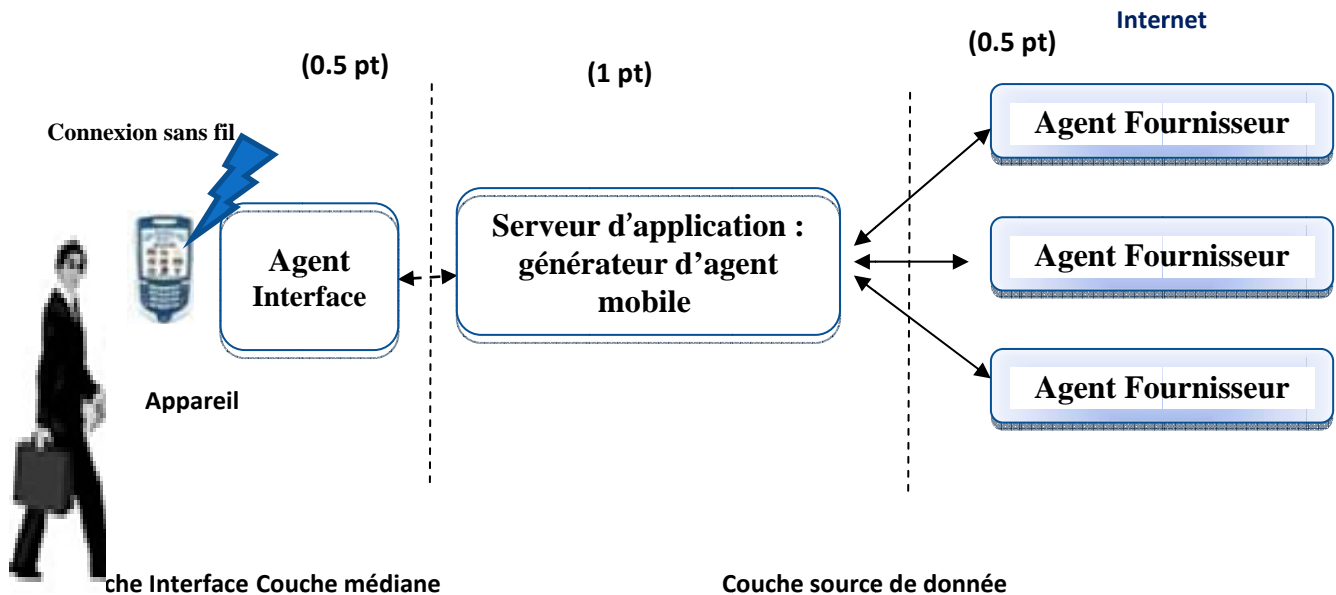 Internet
(0.5 pt)
(1 pt)
(0.5 pt)
Connexion sans fil
Agent Fournisseur
Agent
Interface
Serveur d'application :
générateur d'agent
mobile
Agent Fournisseur
Agent Fournisseur
Appareil
che Interface Couche médiane
Couche source de donnée